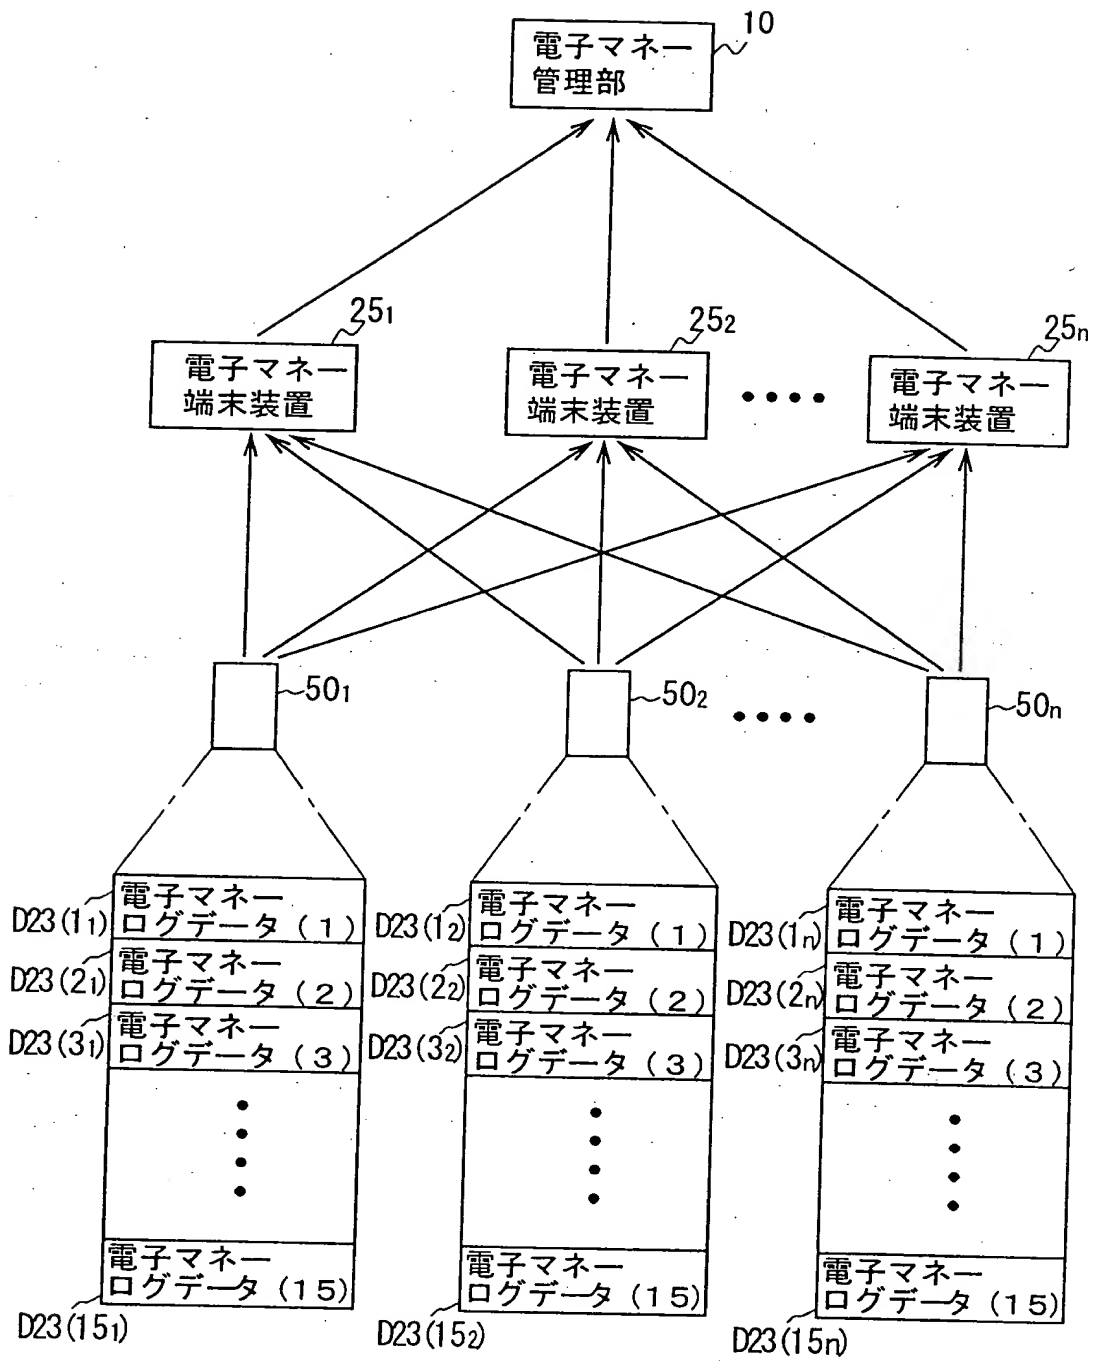 10
電子マネー
管理部
25₁
25₂
25n
電子マネー
端末装置
電子マネー
端末装置
電子マネー
端末装置
50₁
50₂
50n
D23(1₁)
電子マネー
ログデータ(1)
D23(2₁)
電子マネー
ログデータ(2)
D23(3₁)
電子マネー
ログデータ(3)
電子マネー
ログデータ(15)
D23(15₁)
D23(1₂)
電子マネー
ログデータ(1)
D23(2₂)
電子マネー
ログデータ(2)
D23(3₂)
電子マネー
ログデータ(3)
電子マネー
ログデータ(15)
D23(15₂)
D23(1n)
電子マネー
ログデータ(1)
D23(2n)
電子マネー
ログデータ(2)
D23(3n)
電子マネー
ログデータ(3)
電子マネー
ログデータ(15)
D23(15n)